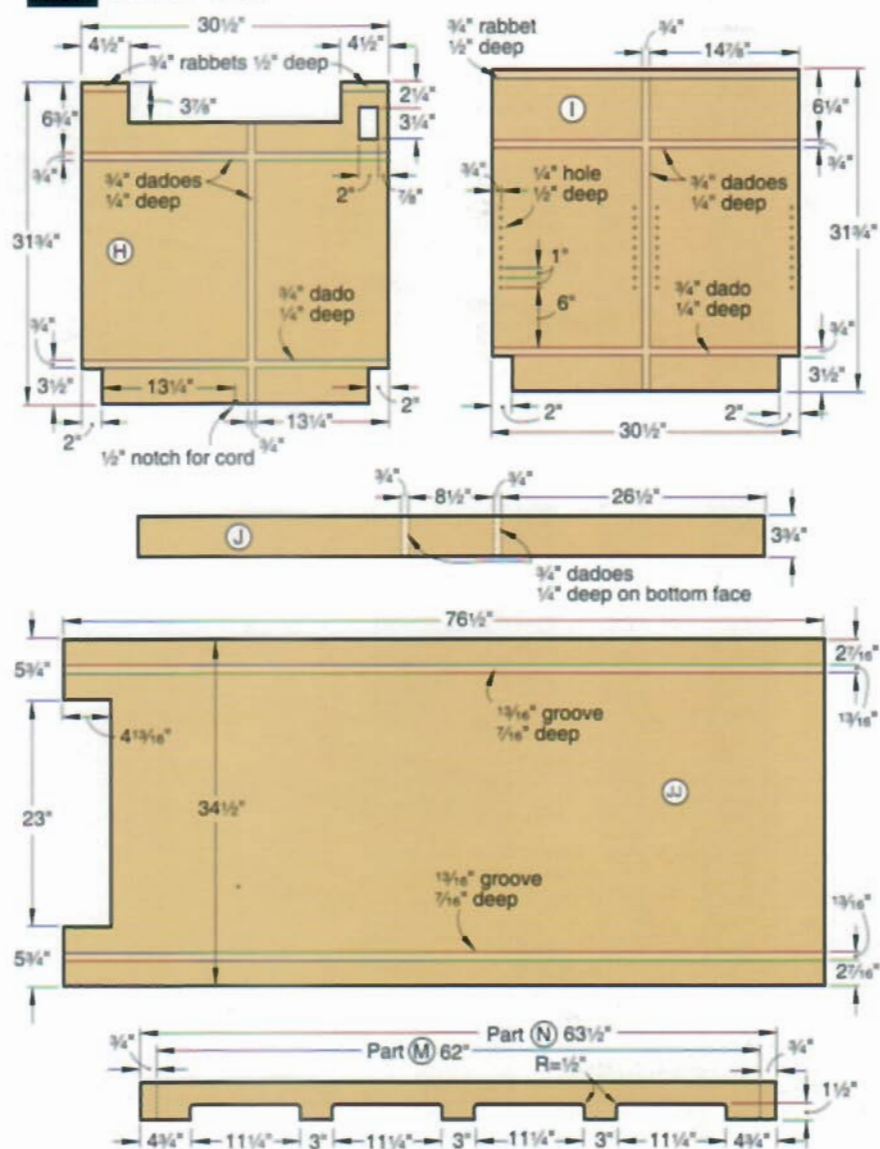 30½"
4½"
4½"
¾" rabbets ½" deep
3⅞"
2¼"
3¼"
6¾"
¾"
¾" dadoes
¼" deep
2"
⅞"
31¾"
H
¾" dado
¼" deep
¾"
3½"
13¼"
2"
2"
¾"
13¼"
½" notch for cord
¾" rabbet
½" deep
¾"
14⅞"
I
6¼"
¾"
¾"
¼" hole
½" deep
¾" dadoes
¼" deep
1"
31¾"
6"
¾" dado
¼" deep
¾"
3½"
2"
2"
30½"
¾"
8½"
¾"
26½"
J
3¾"
¾" dadoes
¼" deep on bottom face
76½"
5¾"
2⁷⁄₁₆"
¹³⁄₁₆" groove
⁷⁄₁₆" deep
¹³⁄₁₆"
4¹³⁄₁₆"
JJ
23"
34½"
¹³⁄₁₆" groove
⁷⁄₁₆" deep
¹³⁄₁₆"
5¾"
2⁷⁄₁₆"
Part N 63½"
¾"
Part M 62"
¾"
R=½"
1½"
4¾" 11¼" 3" 11¼" 3" 11¼" 3" 11¼" 4¾"